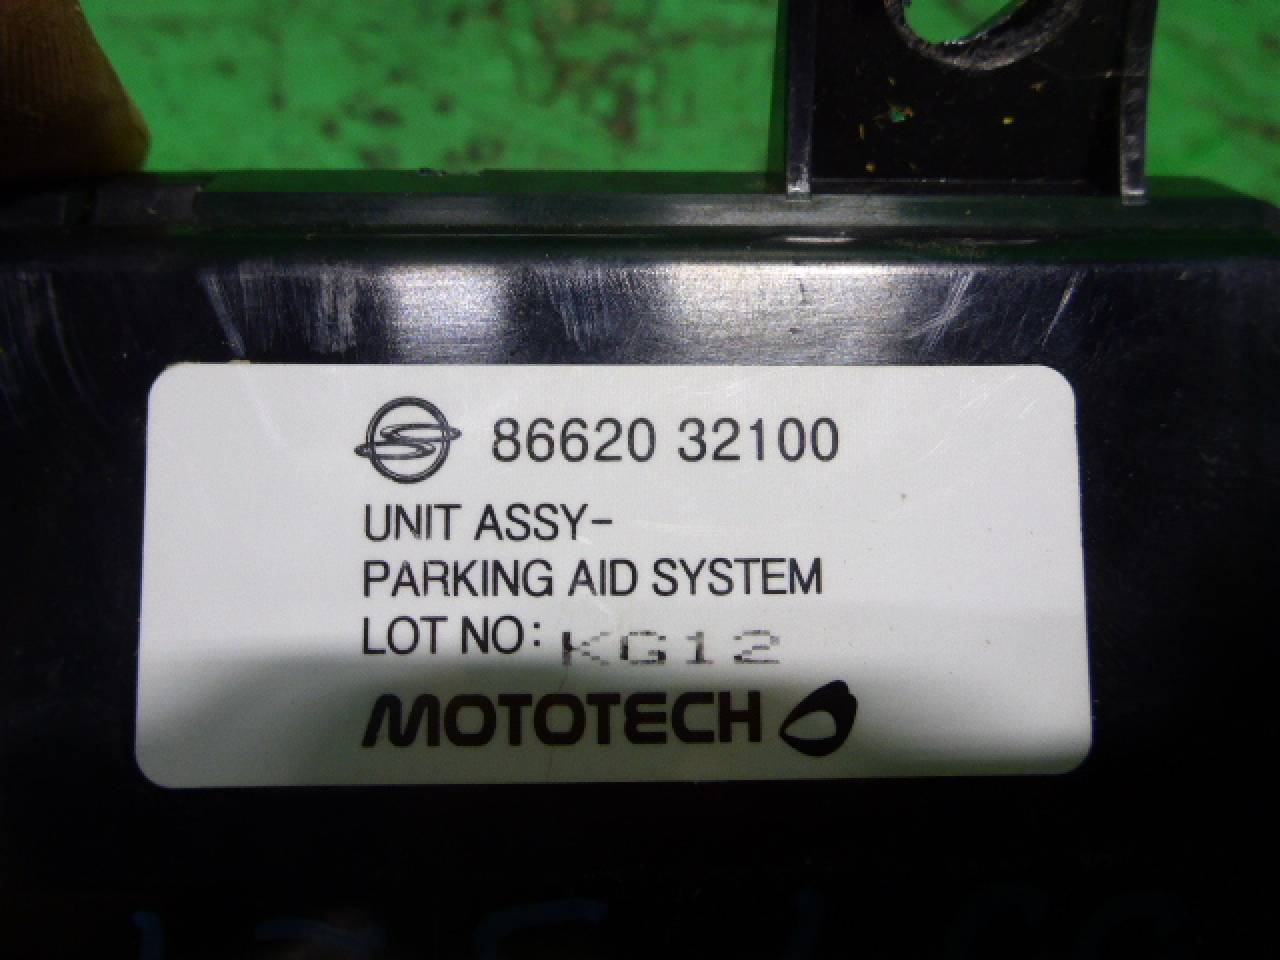 86620 32100
UNIT ASSY-
PARKING AID SYSTEM
LOT NO: KG12
MOTOTECH